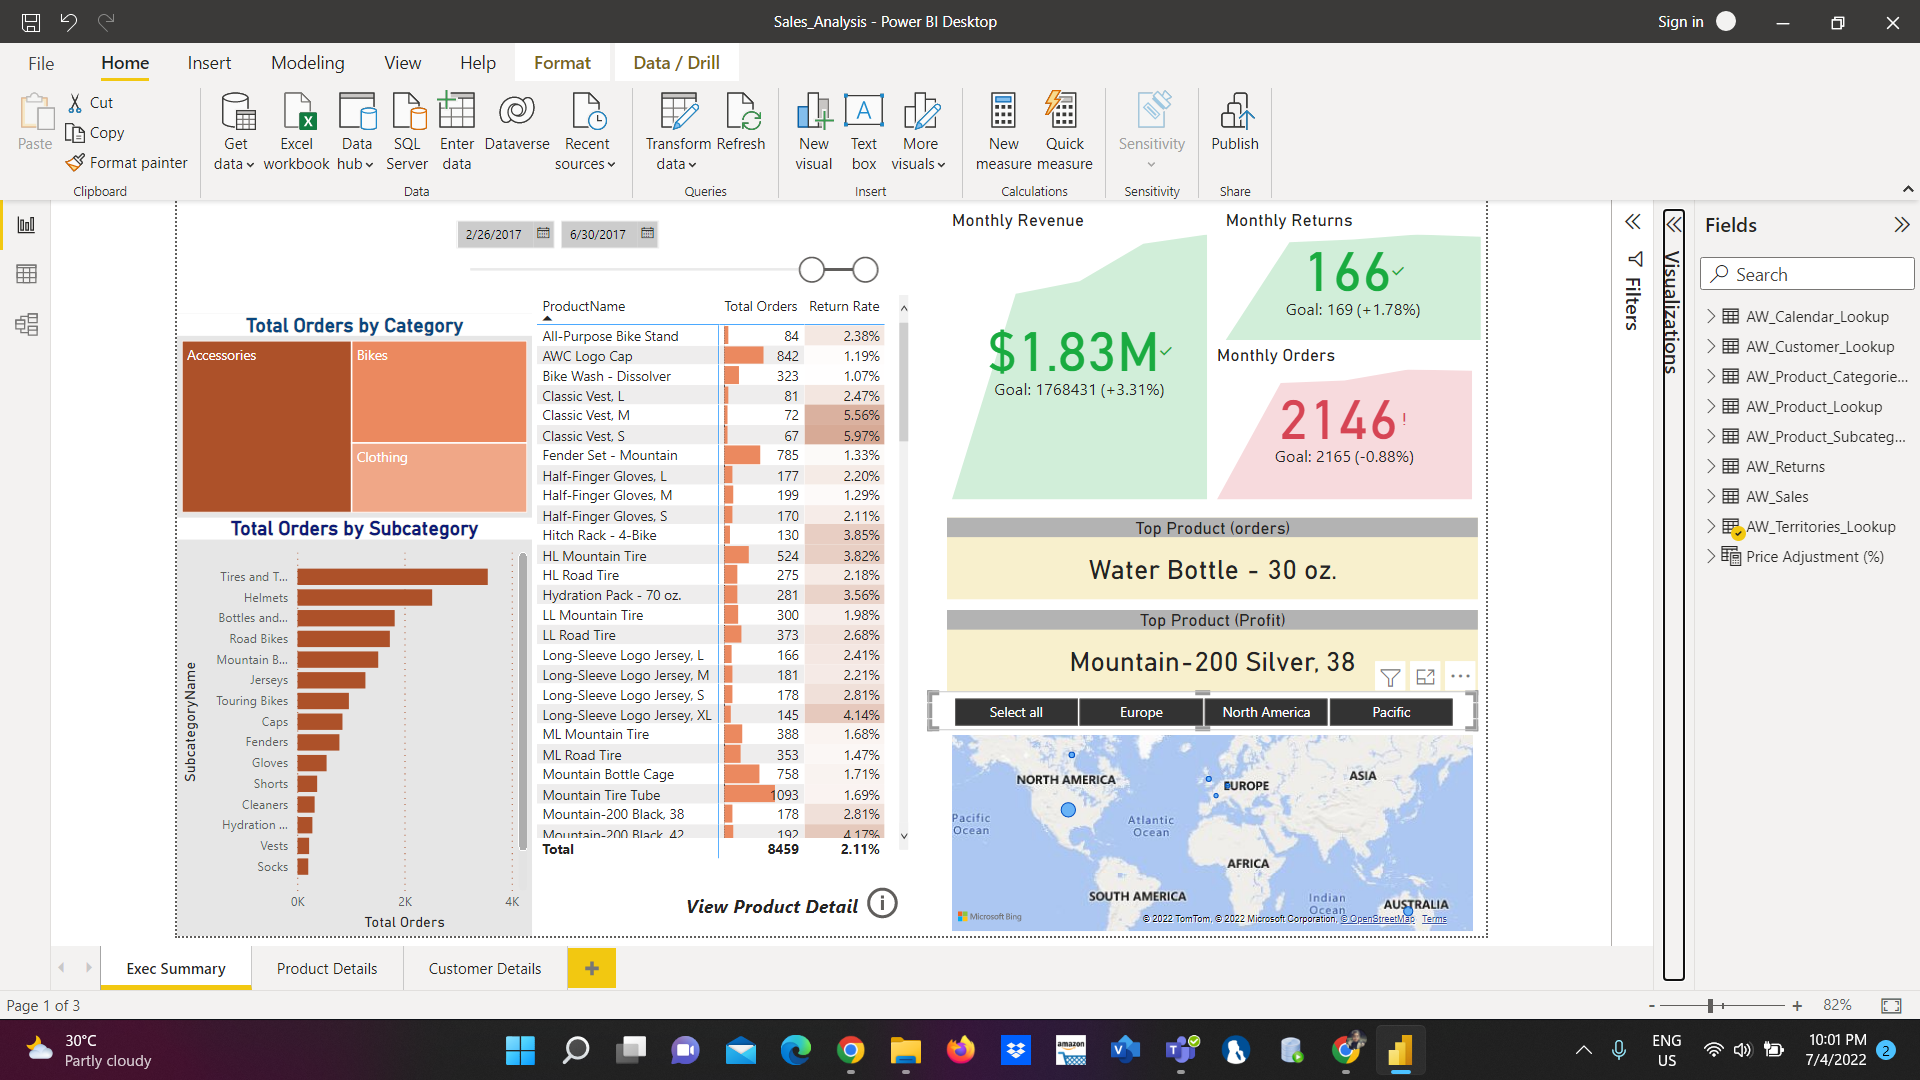 Sales_Analysis - Power BI Desktop
Sign in
File
Home
Insert
Modeling
View
Help
Format
Data / Drill
Paste
Cut
Copy
Format painter
Clipboard
Get data
Excel workbook
Data hub
SQL Server
Enter data
Dataverse
Recent sources
Data
Transform data
Refresh
Queries
New visual
Text box
More visuals
Insert
New measure
Quick measure
Calculations
Sensitivity
Sensitivity
Publish
Share
2/26/2017
6/30/2017
Total Orders by Category
Accessories
Bikes
Clothing
Total Orders by Subcategory
SubcategoryName
Tires and T...
Helmets
Bottles and...
Road Bikes
Mountain B...
Jerseys
Touring Bikes
Caps
Fenders
Gloves
Shorts
Cleaners
Hydration ...
Vests
Socks
0K 2K 4K
Total Orders
ProductName Total Orders Return Rate
All-Purpose Bike Stand 84 2.38%
AWC Logo Cap 842 1.19%
Bike Wash - Dissolver 323 1.07%
Classic Vest, L 81 2.47%
Classic Vest, M 72 5.56%
Classic Vest, S 67 5.97%
Fender Set - Mountain 785 1.33%
Half-Finger Gloves, L 177 2.20%
Half-Finger Gloves, M 199 1.29%
Half-Finger Gloves, S 170 2.11%
Hitch Rack - 4-Bike 130 3.85%
HL Mountain Tire 524 3.82%
HL Road Tire 275 2.18%
Hydration Pack - 70 oz. 281 3.56%
LL Mountain Tire 300 1.98%
LL Road Tire 373 2.68%
Long-Sleeve Logo Jersey, L 166 2.41%
Long-Sleeve Logo Jersey, M 181 2.21%
Long-Sleeve Logo Jersey, S 178 2.81%
Long-Sleeve Logo Jersey, XL 145 4.14%
ML Mountain Tire 388 1.68%
ML Road Tire 353 1.47%
Mountain Bottle Cage 758 1.71%
Mountain Tire Tube 1093 1.69%
Mountain-200 Black, 38 178 2.81%
Mountain-200 Black, 42 192 4.17%
Total 8459 2.11%
View Product Detail
Monthly Revenue
$1.83M
Goal: 1768431 (+3.31%)
Monthly Returns
166
Goal: 169 (+1.78%)
Monthly Orders
2146 !
Goal: 2165 (-0.88%)
Top Product (orders)
Water Bottle - 30 oz.
Top Product (Profit)
Mountain-200 Silver, 38
Select all
Europe
North America
Pacific
NORTH AMERICA
EUROPE
ASIA
Pacific Ocean
Atlantic Ocean
AFRICA
SOUTH AMERICA
Indian Ocean
AUSTRALIA
Microsoft Bing
© 2022 TomTom, © 2022 Microsoft Corporation, © OpenStreetMap Terms
Filters
Visualizations
Fields
Search
AW_Calendar_Lookup
AW_Customer_Lookup
AW_Product_Categorie...
AW_Product_Lookup
AW_Product_Subcateg...
AW_Returns
AW_Sales
AW_Territories_Lookup
Price Adjustment (%)
Exec Summary
Product Details
Customer Details
Page 1 of 3
- + 82%
30°C
Partly cloudy
amazon
ENG
US
10:01 PM
7/4/2022
2